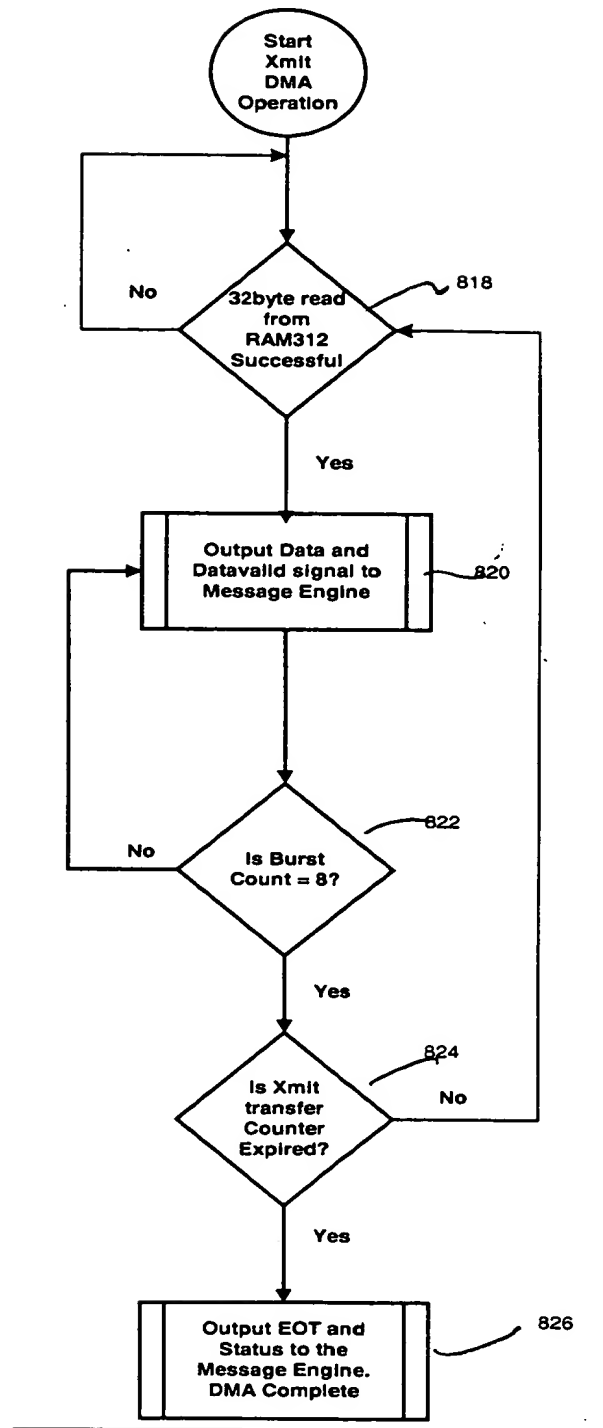 Start
Xmit
DMA
Operation
No
818
32byte read
from
RAM312
Successful
Yes
Output Data and
Datavalid signal to
Message Engine
820
822
No
Is Burst
Count = 8?
Yes
824
Is Xmit
transfer
Counter
Expired?
No
Yes
Output EOT and
Status to the
Message Engine.
DMA Complete
826